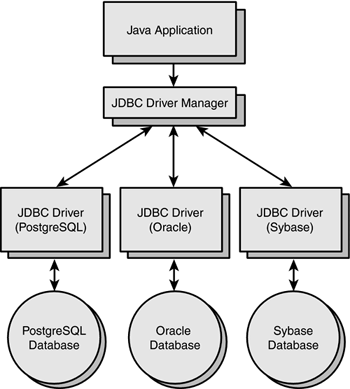 Java Application
JDBC Driver Manager
JDBC Driver
(PostgreSQL)
JDBC Driver
(Oracle)
JDBC Driver
(Sybase)
PostgreSQL
Database
Oracle
Database
Sybase
Database